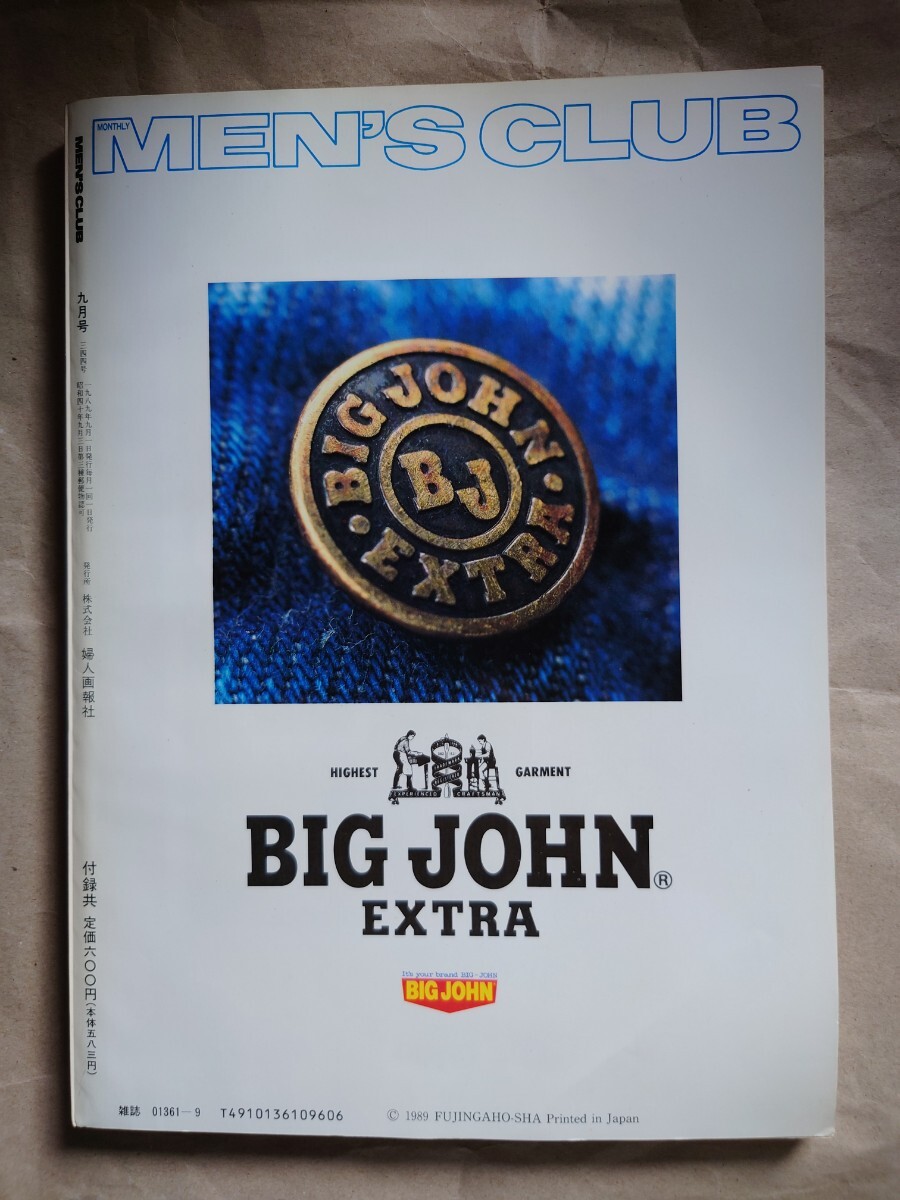 MONTHLY
MEN'S CLUB
MEN'S CLUB
九月号
三四四号
一九八九年九月一日発行毎月一回一日発行
昭和四十年九月三日第三種郵便物認可
発行所 株式会社 婦人画報社
付録共 定価六〇〇円(本体五八三円)
BIG JOHN
BJ
EXTRA
HIGHEST
GARMENT
EXPERIENCED CRAFTSMAN
BIG JOHN®
EXTRA
It's your brand BIG JOHN
BIG JOHN
雑誌 01361-9 T4910136109606 © 1989 FUJINGAHO-SHA Printed in Japan